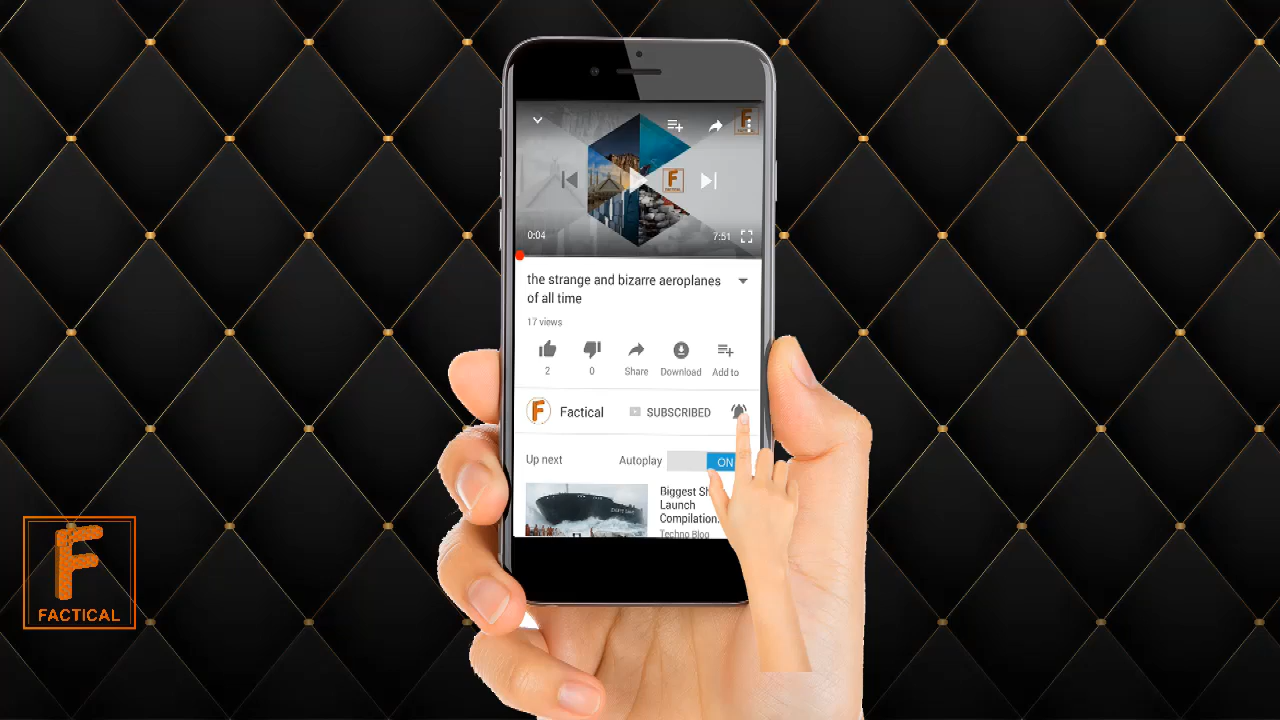 F
0:04
7:51
the strange and bizarre aeroplanes
of all time
17 views
2
0
Share
Download
Add to
F
Factical
SUBSCRIBED
Up next
Autoplay
ON
Biggest Sh
Launch
Compilation.
Techno Blog
F
FACTICAL